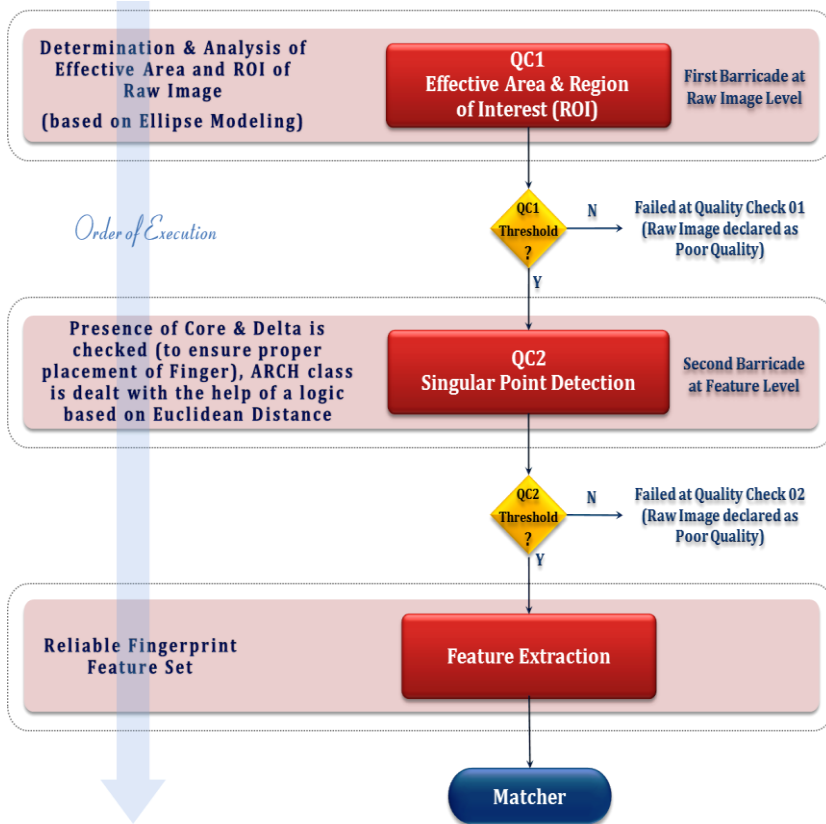 Determination & Analysis of
Effective Area and ROI of
Raw Image
(based on Ellipse Modeling)
QC1
Effective Area & Region
of Interest (ROI)
First Barricade at
Raw Image Level
Order of Execution
QC1
Threshold
?
N
Failed at Quality Check 01
(Raw Image declared as
Poor Quality)
Y
Presence of Core & Delta is
checked (to ensure proper
placement of Finger), ARCH class
is dealt with the help of a logic
based on Euclidean Distance
QC2
Singular Point Detection
Second Barricade
at Feature Level
QC2
Threshold
?
N
Failed at Quality Check 02
(Raw Image declared as
Poor Quality)
Y
Reliable Fingerprint
Feature Set
Feature Extraction
Matcher